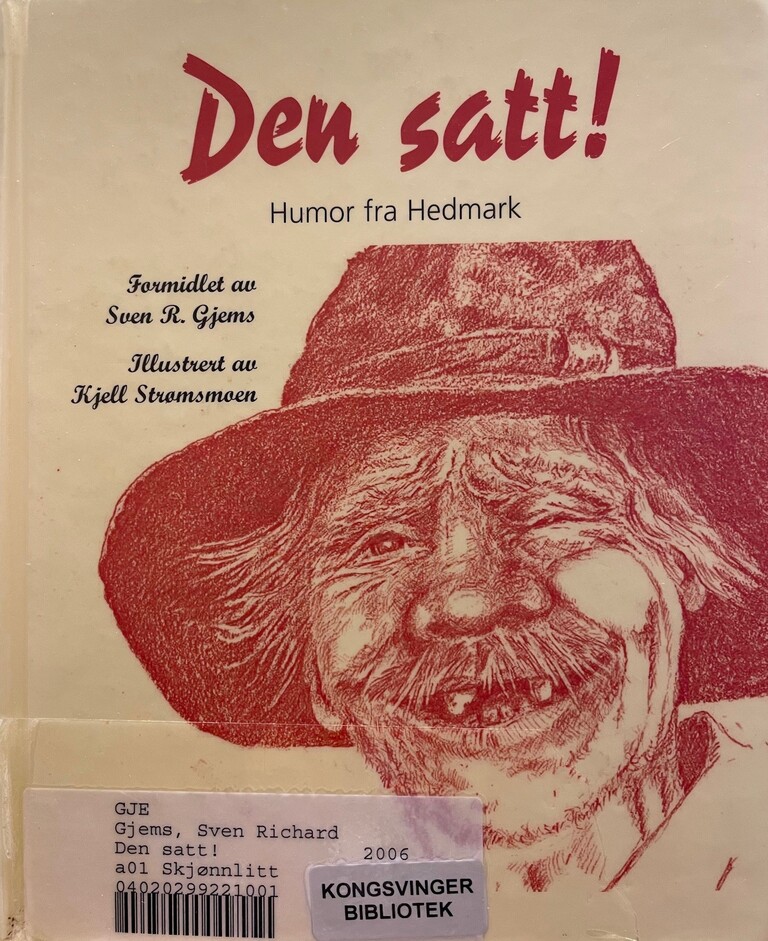 Den satt!
Humor fra Hedmark
Formidlet av
Sven R. Gjems
Illustrert av
Kjell Strømsmoen
GJE
Gjems, Sven Richard
Den satt!
2006
a01 Skjønnlitt
04020299221001
KONGSVINGER
BIBLIOTEK